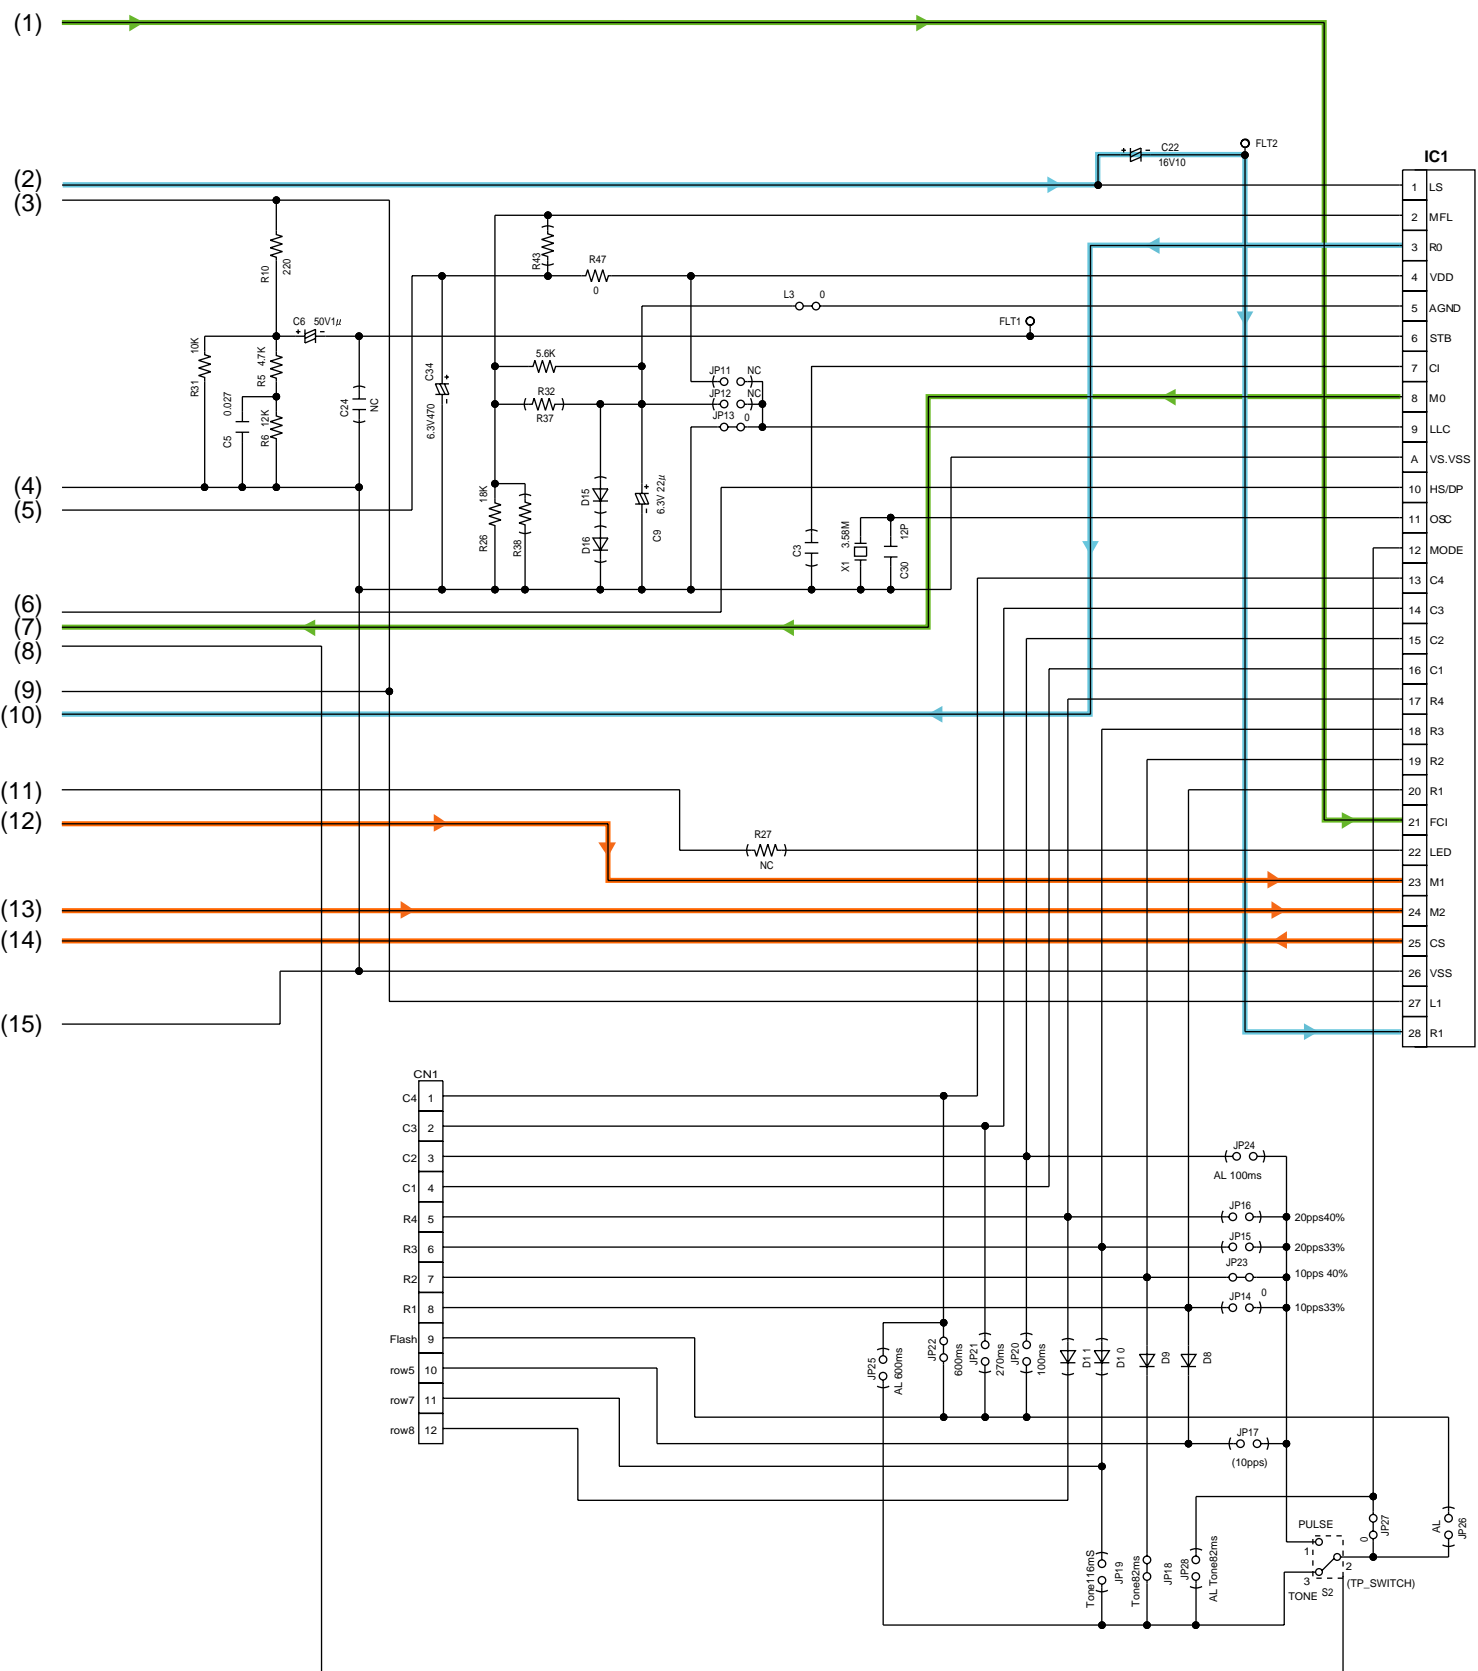 (1)
C22
16V10
FLT2
IC1
(2)
(3)
1 LS
2 MFL
3 R0
4 VDD
5 AGND
6 STB
7 CI
8 M0
9 LLC
A VS.VSS
10 HS/DP
11 OSC
12 MODE
13 C4
14 C3
15 C2
16 C1
17 R4
18 R3
19 R2
20 R1
21 FCI
22 LED
23 M1
24 M2
25 CS
26 VSS
27 L1
28 R1
R10
220
R43
R47
0
L3 0
C6 50V1µ
FLT1
R31
10K
R5 4.7K
C5 0.027
R6 12K
C24
NC
C34
6.3V470
5.6K
R32
R37
JP11 NC
JP12 NC
JP13 0
(4)
(5)
R26 18K
R38
D15
D16
6.3V 22µ
C9
C3
X1 3.58M
C30 12P
(6)
(7)
(8)
(9)
(10)
(11)
(12)
R27
NC
(13)
(14)
(15)
CN1
C4 1
C3 2
C2 3
C1 4
R4 5
R3 6
R2 7
R1 8
Flash 9
row5 10
row7 11
row8 12
JP24
AL 100ms
JP16
20pps40%
JP15
20pps33%
JP23
10pps 40%
JP14 0
10pps33%
JP25
AL 600ms
JP22
600ms
JP21
270ms
JP20
100ms
D11
D10
D9
D8
JP17
(10pps)
Tone116mS
JP19
Tone82ms
JP18
JP28
AL Tone82ms
PULSE
1
2
3
TONE S2
(TP_SWITCH)
0
JP27
AL
JP26